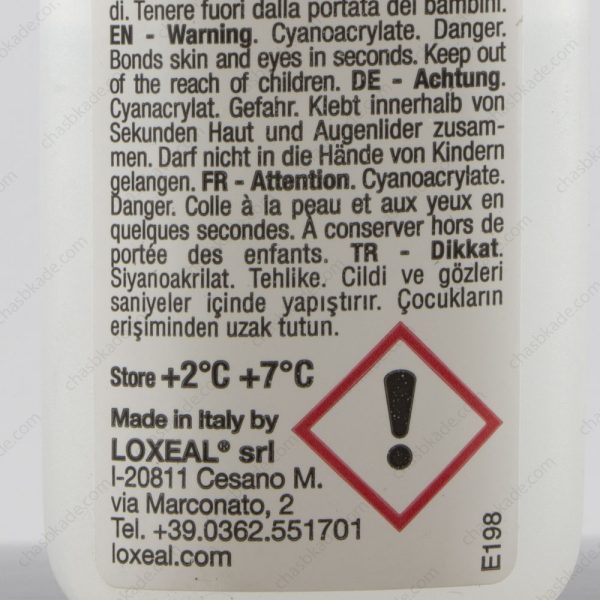 di. Tenere fuori dalla portata dei bambini.
EN - Warning. Cyanoacrylate. Danger.
Bonds skin and eyes in seconds. Keep out
of the reach of children. DE - Achtung.
Cyanacrylat. Gefahr. Klebt innerhalb von
Sekunden Haut und Augenlider zusam-
men. Darf nicht in die Hände von Kindern
gelangen. FR - Attention. Cyanoacrylate.
Danger. Colle à la peau et aux yeux en
quelques secondes. À conserver hors de
portée des enfants. TR - Dikkat.
Siyanoakrilat. Tehlike. Cildi ve gözleri
saniyeler içinde yapıştırır. Çocukların
erişiminden uzak tutun.
Store +2°C +7°C
Made in Italy by
LOXEAL® srl
I-20811 Cesano M.
via Marconato, 2
Tel. +39.0362.551701
loxeal.com
E198
chasbkade.com